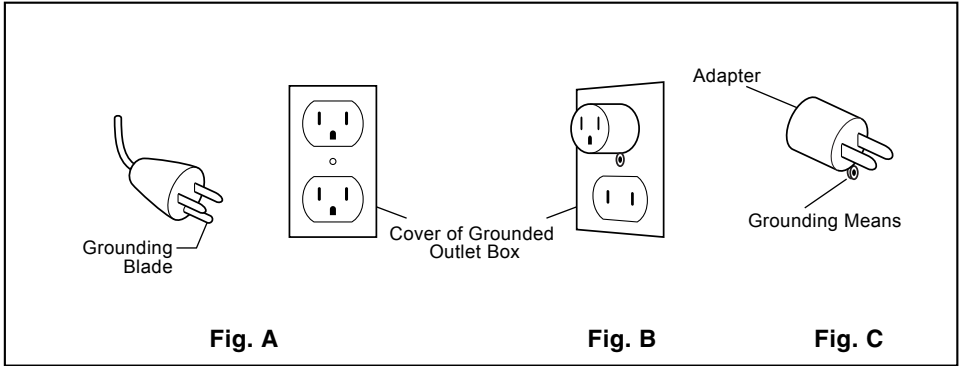 Adapter
Grounding
Blade
Cover of Grounded
Outlet Box
Grounding Means
Fig. A
Fig. B
Fig. C